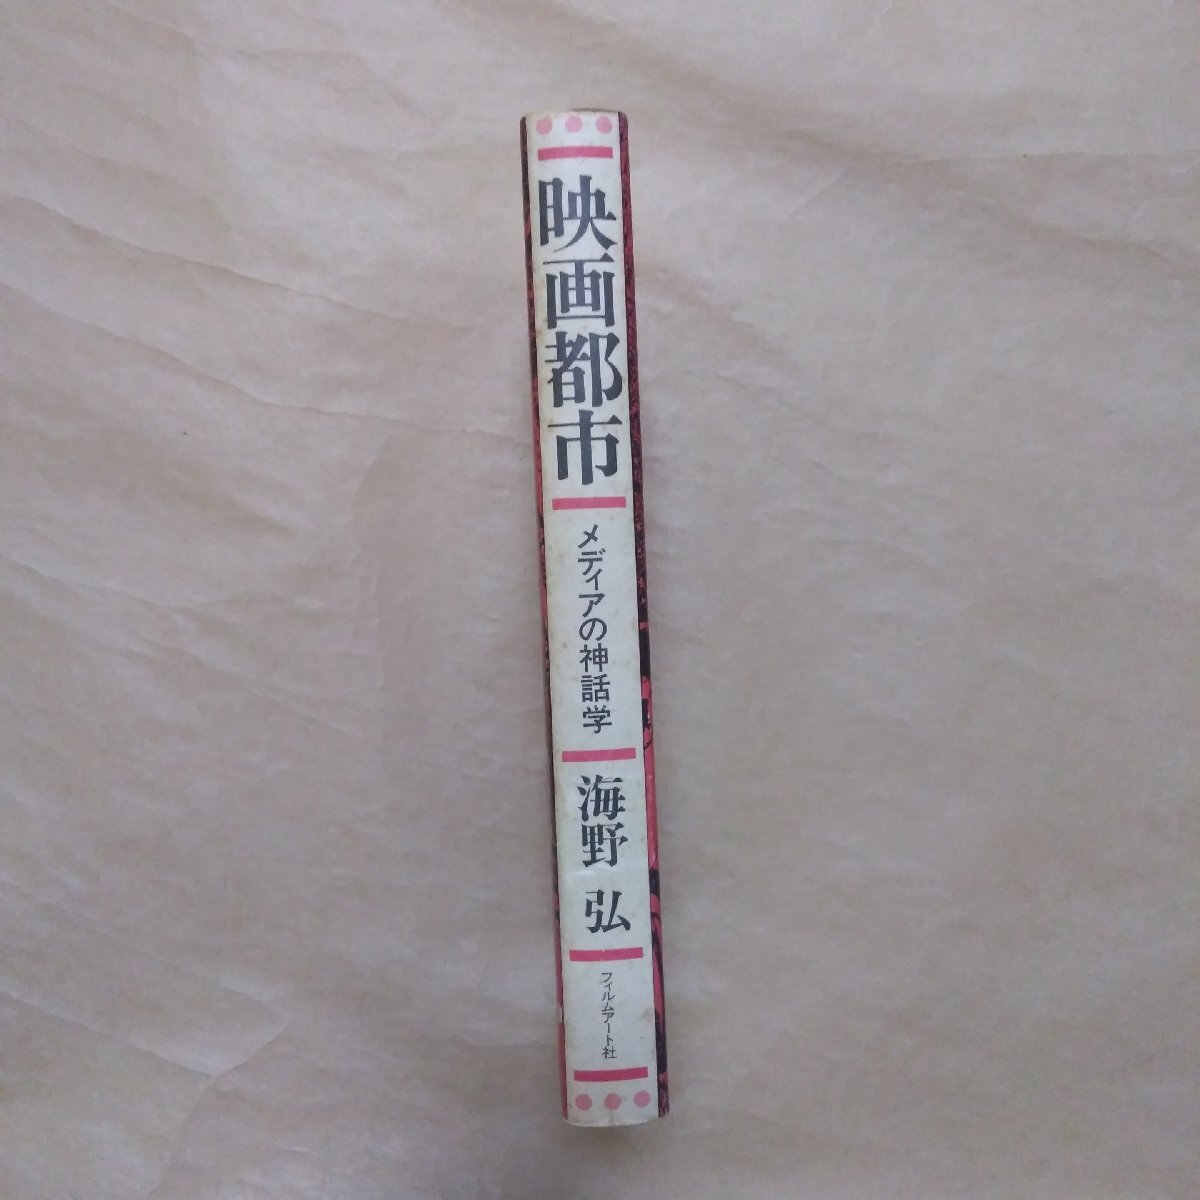 映画都市
メディアの神話学
海野 弘
フィルムアート社